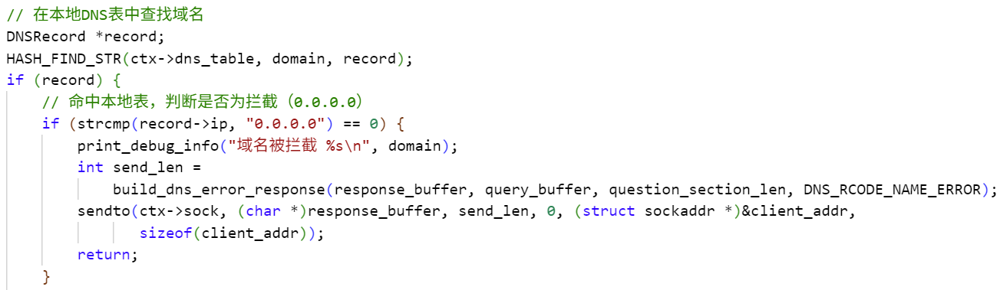 // 在本地DNS表中查找域名
DNSRecord *record;
HASH_FIND_STR(ctx->dns_table, domain, record);
if (record) {
    // 命中本地表，判断是否为拦截（0.0.0.0）
    if (strcmp(record->ip, "0.0.0.0") == 0) {
        print_debug_info("域名被拦截 %s\n", domain);
        int send_len =
            build_dns_error_response(response_buffer, query_buffer, question_section_len, DNS_RCODE_NAME_ERROR);
        sendto(ctx->sock, (char *)response_buffer, send_len, 0, (struct sockaddr *)&client_addr,
               sizeof(client_addr));
        return;
    }